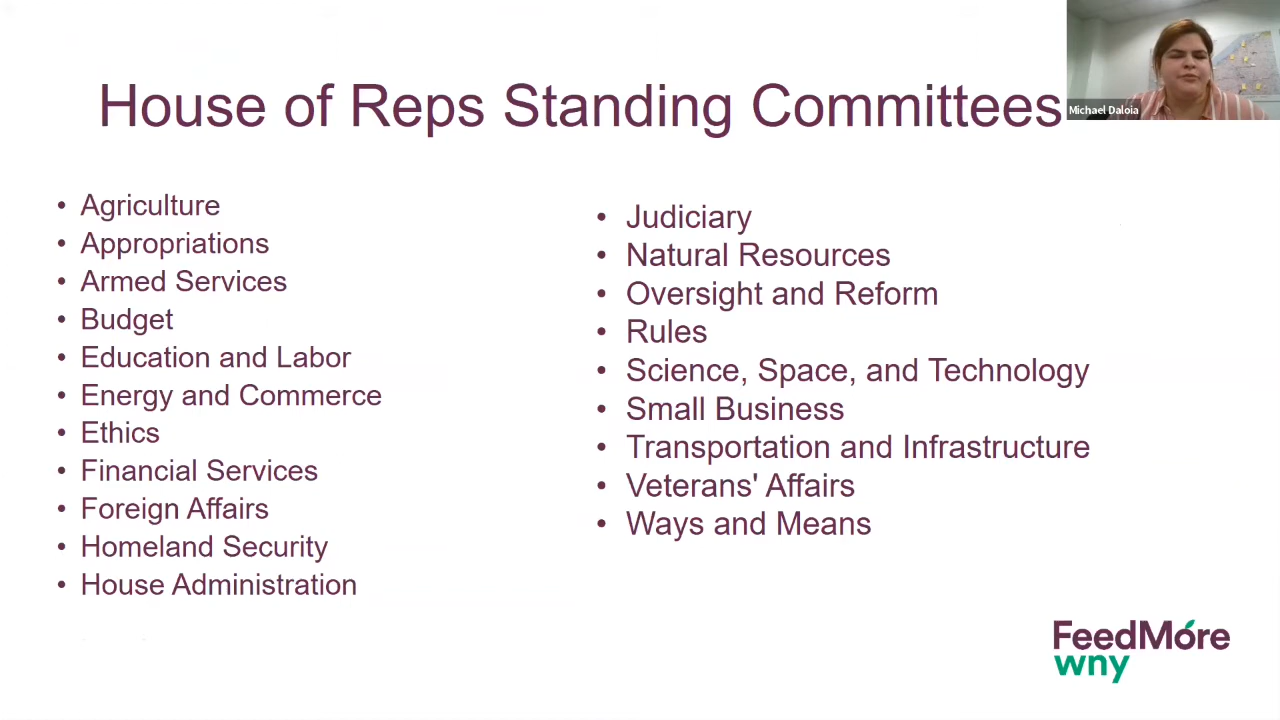 House of Reps Standing Committees
Michael Daloia
• Agriculture
• Appropriations
• Armed Services
• Budget
• Education and Labor
• Energy and Commerce
• Ethics
• Financial Services
• Foreign Affairs
• Homeland Security
• House Administration
• Judiciary
• Natural Resources
• Oversight and Reform
• Rules
• Science, Space, and Technology
• Small Business
• Transportation and Infrastructure
• Veterans' Affairs
• Ways and Means
FeedMore
wny